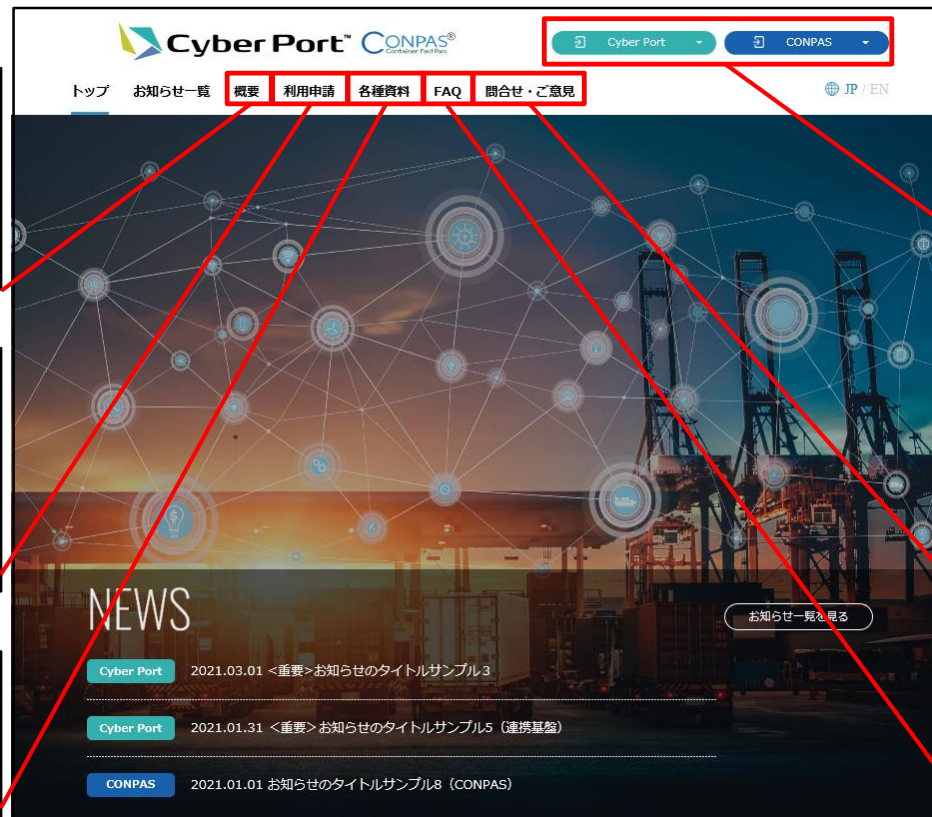 Cyber Port™ CONPAS®
Container Fast Pass
Cyber Port CONPAS
トップ お知らせ一覧 概要 利用申請 各種資料 FAQ 問合せ・ご意見 JP / EN
NEWS
お知らせ一覧を見る
Cyber Port 2021.03.01 <重要>お知らせのタイトルサンプル3
Cyber Port 2021.01.31 <重要>お知らせのタイトルサンプル5（連携基盤）
CONPAS 2021.01.01 お知らせのタイトルサンプル8（CONPAS）